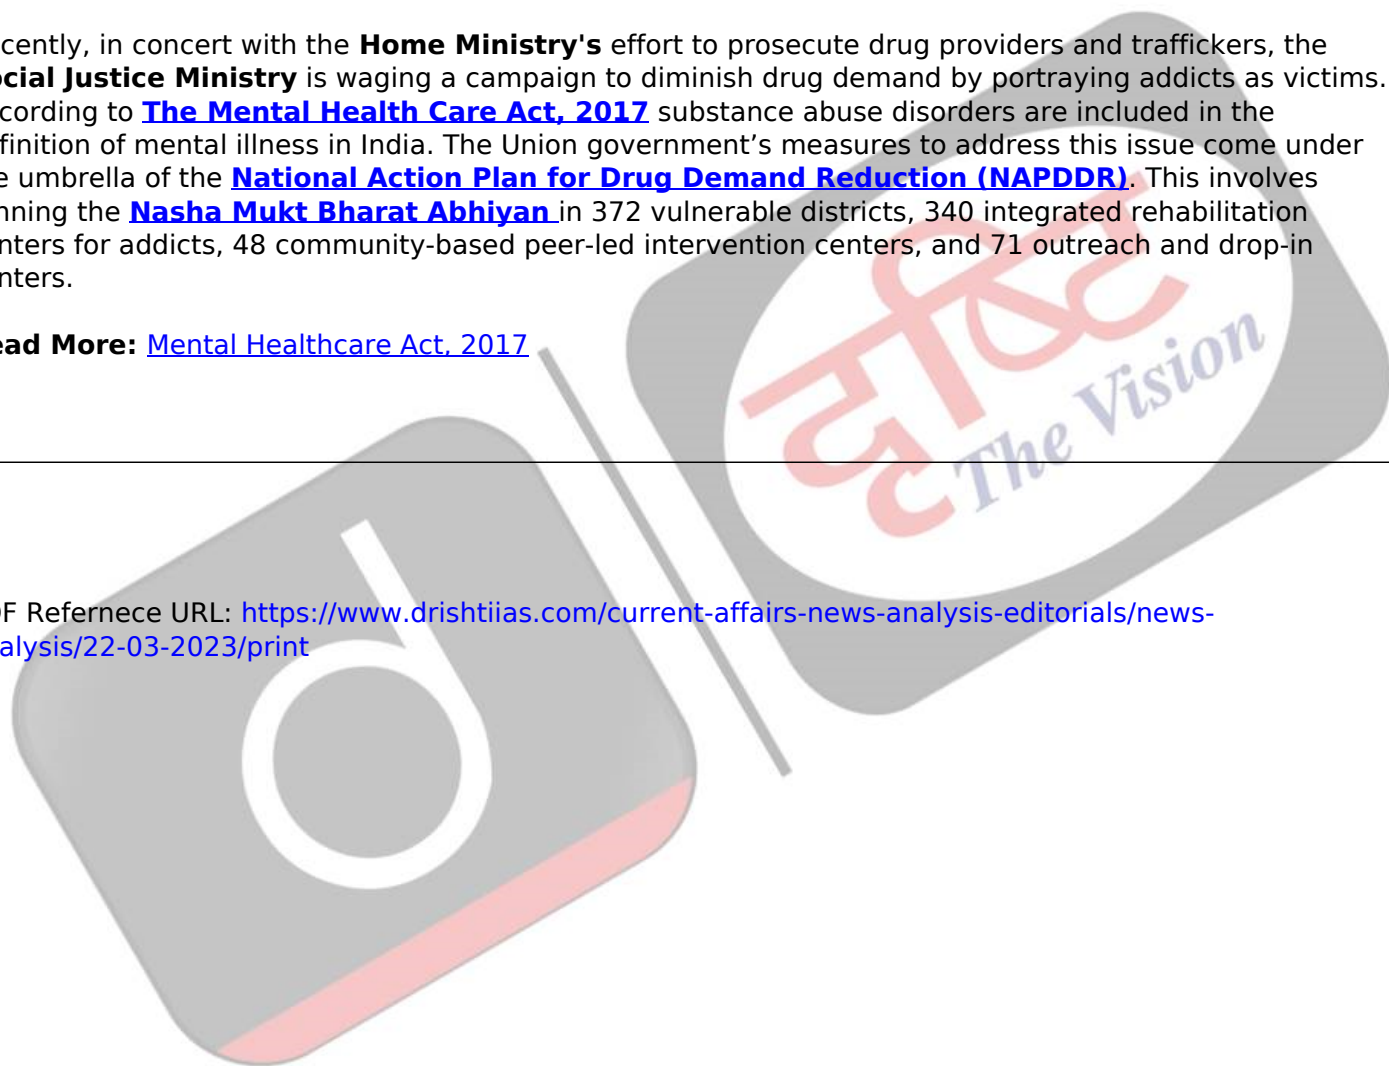 cently, in concert with the Home Ministry's effort to prosecute drug providers and traffickers, the
cial Justice Ministry is waging a campaign to diminish drug demand by portraying addicts as victims.
cording to The Mental Health Care Act, 2017 substance abuse disorders are included in the
finition of mental illness in India. The Union government’s measures to address this issue come under
e umbrella of the National Action Plan for Drug Demand Reduction (NAPDDR). This involves
nning the Nasha Mukt Bharat Abhiyan in 372 vulnerable districts, 340 integrated rehabilitation
nters for addicts, 48 community-based peer-led intervention centers, and 71 outreach and drop-in
nters.
ad More: Mental Healthcare Act, 2017
दृष्टि
The Vision
F Refernece URL: https://www.drishtiias.com/current-affairs-news-analysis-editorials/news-
alysis/22-03-2023/print